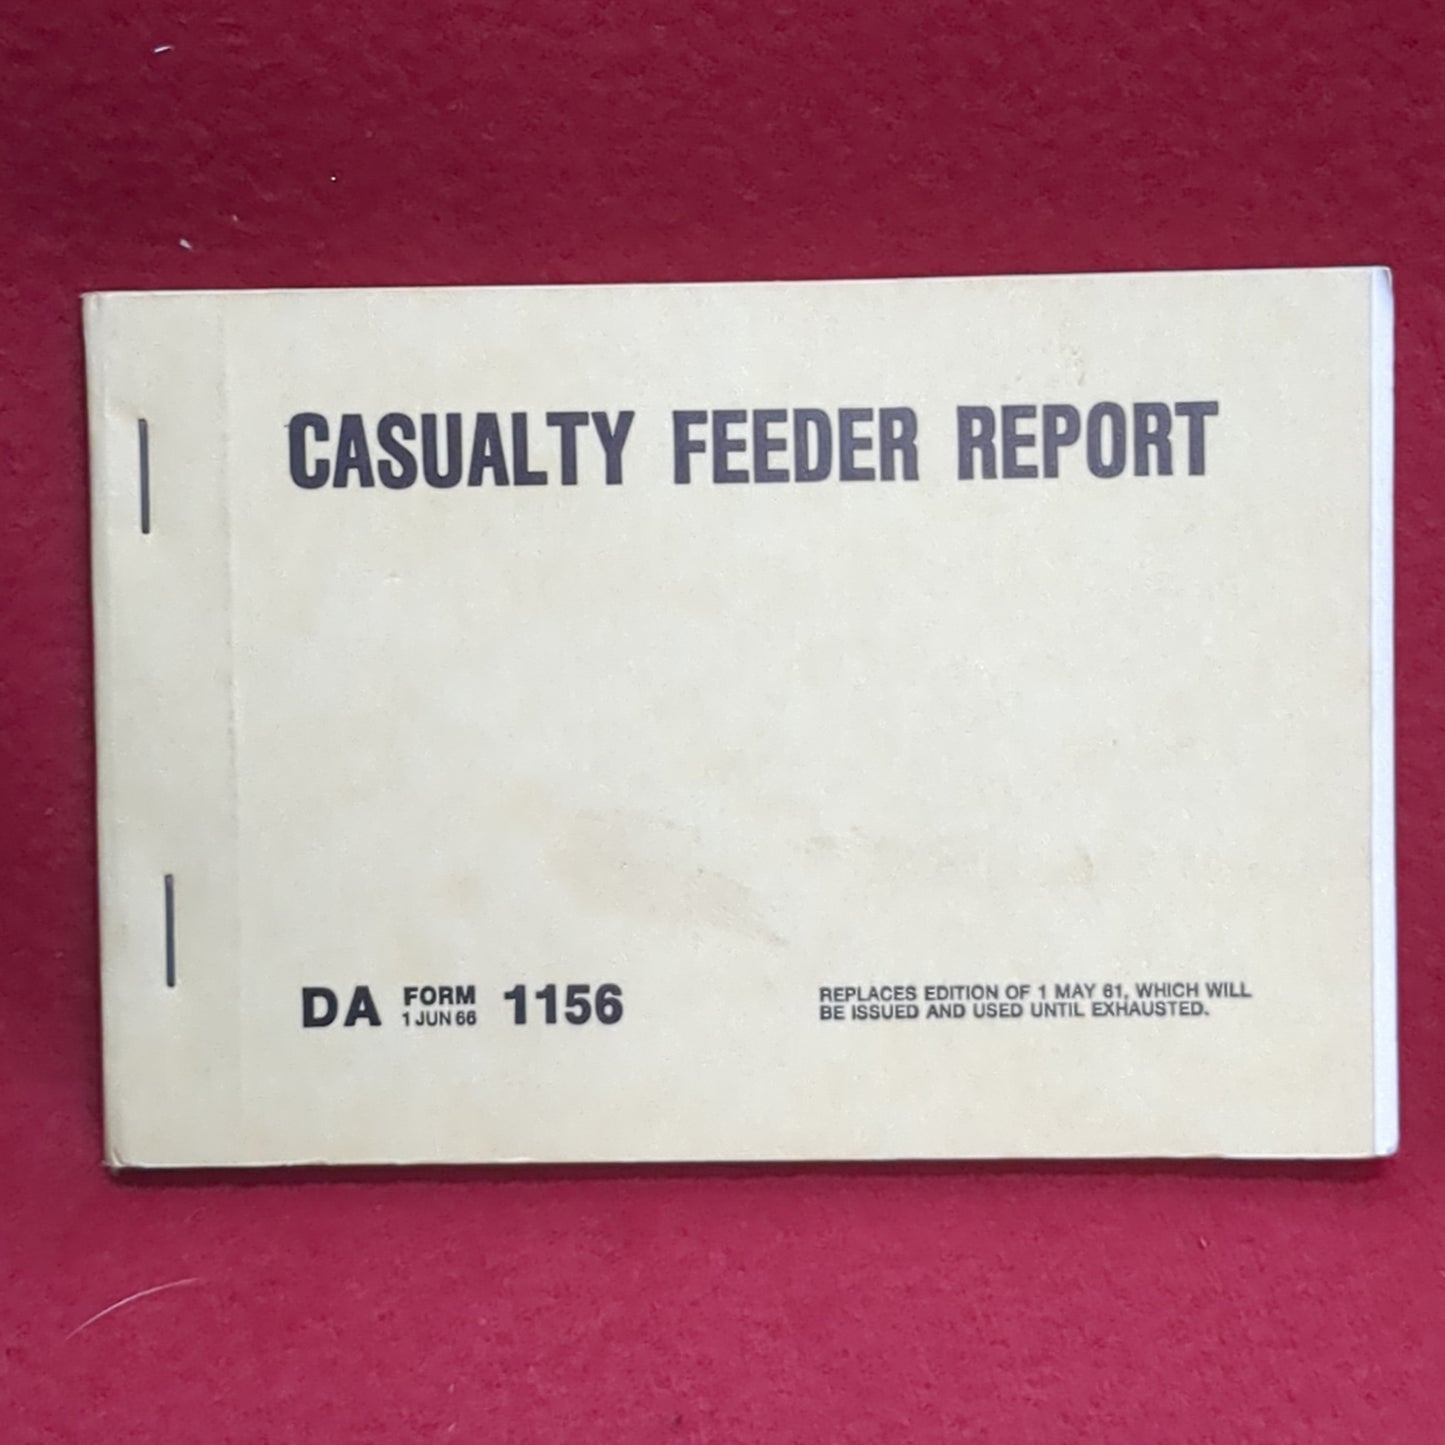 CASUALTY FEEDER REPORT
DA FORM 1 JUN 66 1156
REPLACES EDITION OF 1 MAY 61, WHICH WILL
BE ISSUED AND USED UNTIL EXHAUSTED.